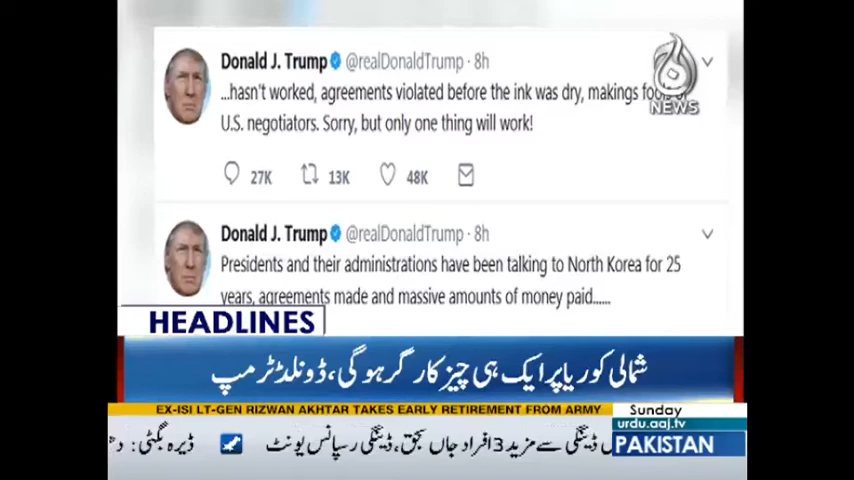 Donald J. Trump @realDonaldTrump · 8h
...hasn't worked, agreements violated before the ink was dry, makings fools of
U.S. negotiators. Sorry, but only one thing will work!
27K 13K 48K
NEWS
Donald J. Trump @realDonaldTrump · 8h
Presidents and their administrations have been talking to North Korea for 25
years, agreements made and massive amounts of money paid......
HEADLINES
شمالی کوریا پر ایک ہی چیز کارگر ہوگی، ڈونلڈ ٹرمپ
EX-ISI LT-GEN RIZWAN AKHTAR TAKES EARLY RETIREMENT FROM ARMY
Sunday
urdu.aaj.tv
PAKISTAN
ڈینگی سے مزید 3 افراد جاں بحق، ڈینگی رسپانس یونٹ
ڈیرہ بگٹی: